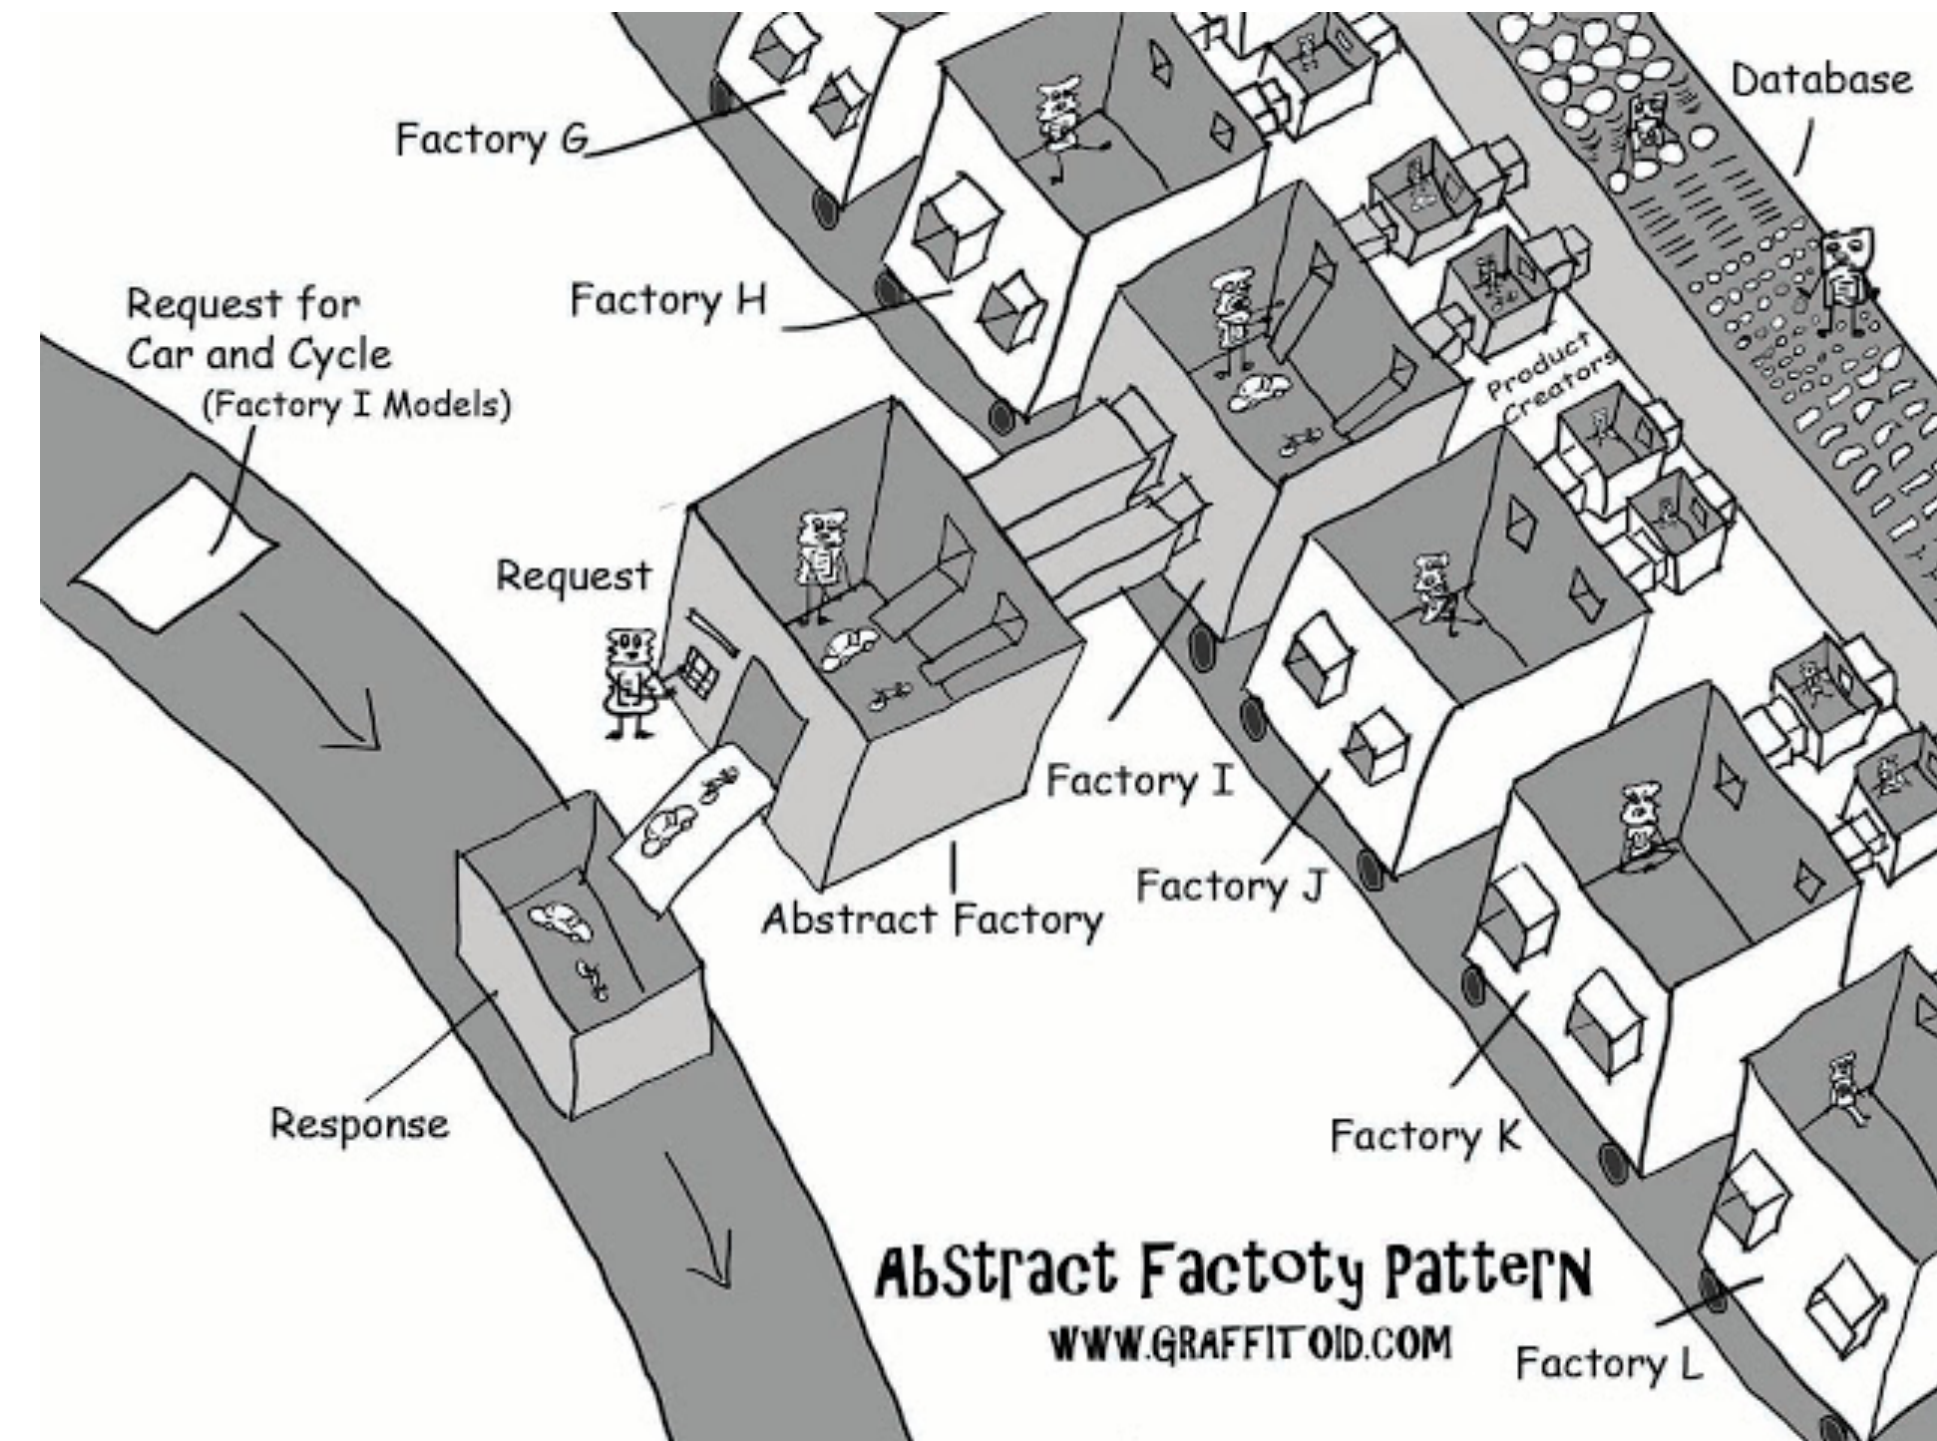 Database
Factory G
Factory H
Request for
Car and Cycle
(Factory I Models)
Product
Creators
Request
Factory I
Factory J
Abstract Factory
Response
Factory K
Abstract Factoty Pattern
WWW.GRAFFITOID.COM
Factory L